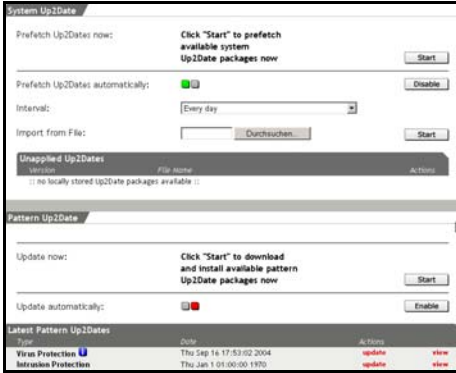 System Up2Date
Prefetch Up2Dates now:
Click "Start" to prefetch
available system
Up2Date packages now
Start
Prefetch Up2Dates automatically:
Disable
Interval:
Every day
Import from File:
Durchsuchen...
Start
Unapplied Up2Dates
Version File Name Actions
:: no locally stored Up2Date packages available ::
Pattern Up2Date
Update now:
Click "Start" to download
and install available pattern
Up2Date packages now
Start
Update automatically:
Enable
Latest Pattern Up2Dates
Type Date Actions
Virus Protection Thu Sep 16 17:53:02 2004 update view
Intrusion Protection Thu Jan 1 01:00:00 1970 update view